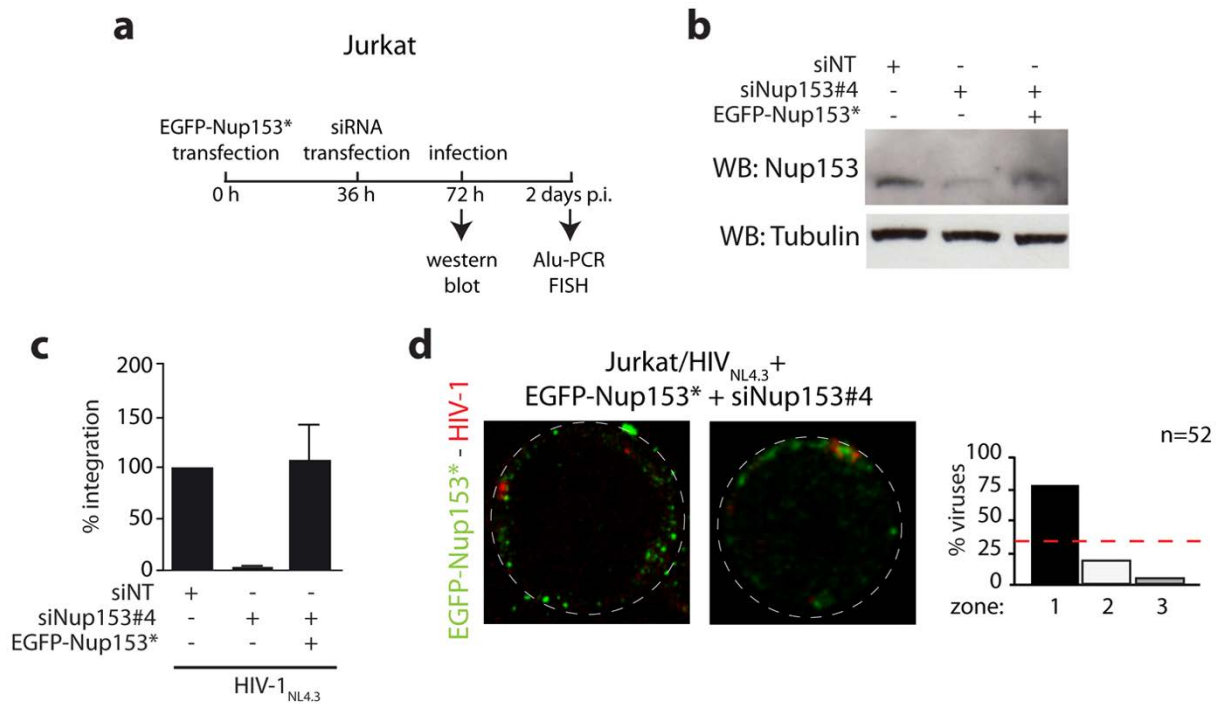 a
Jurkat
EGFP-Nup153* siRNA
transfection transfection infection
0 h 36 h 72 h 2 days p.i.
western Alu-PCR
blot FISH
b
siNT + - -
siNup153#4 - + +
EGFP-Nup153* - - +
WB: Nup153
WB: Tubulin
c
% integration
200
150
100
50
0
siNT + - -
siNup153#4 - + +
EGFP-Nup153* - - +
HIV-1NL4.3
d
Jurkat/HIVNL4.3+
EGFP-Nup153* + siNup153#4
EGFP-Nup153* - HIV-1
n=52
% viruses
100
75
50
25
0
zone: 1 2 3